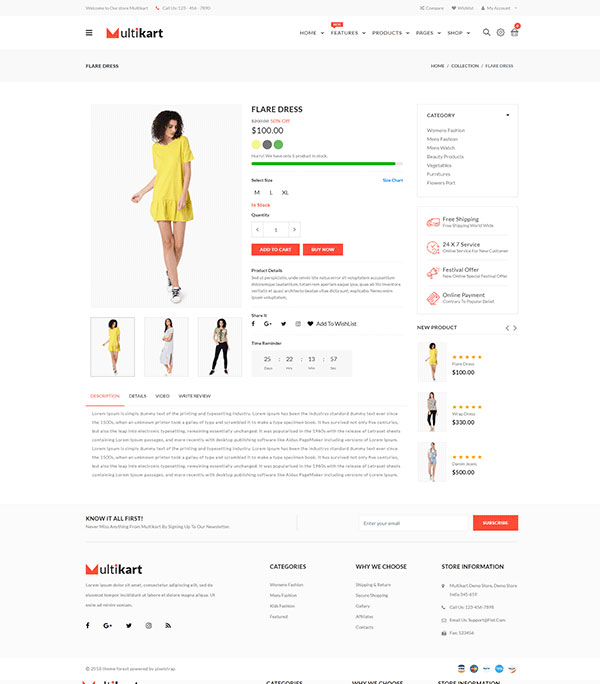 Welcome to Our store Multikart
Call Us: 123 - 456 - 7890
Compare
Wishlist
My Account
Multikart
NEW
HOME
FEATURES
PRODUCTS
PAGES
SHOP
FLARE DRESS
HOME / COLLECTION / FLARE DRESS
FLARE DRESS
$200.00 50% OFF
$100.00
Hurry! We have only 5 product in stock.
Select Size
Size Chart
M L XL
In Stock
Quantity
1
ADD TO CART
BUY NOW
Product Details
Sed ut perspiciatis, unde omnis iste natus error sit voluptatem accusantium
doloremque laudantium, totam rem aperiam eaque ipsa, quae ab illo inventore
veritatis et quasi architecto beatae vitae dicta sunt, explicabo. Nemo enim
ipsam voluptatem,
Share It
Add To WishList
Time Reminder
25 : 22 : 13 : 57
Days Hrs Min Sec
CATEGORY
Womens Fashion
Mens Fashion
Mens Watch
Beauty Products
Vegetables
Furnitures
Flowers Port
Free Shipping
Free Shipping World Wide
24 X 7 Service
Online Service For New Customer
Festival Offer
New Online Special Festival Offer
Online Payment
Contrary To Popular Belief.
NEW PRODUCT
Flare Dress
$100.00
Wrap Dress
$330.00
Denim Jeans
$500.00
DESCRIPTION
DETAILS
VIDEO
WRITE REVIEW
Lorem Ipsum is simply dummy text of the printing and typesetting industry. Lorem Ipsum has been the industry's standard dummy text ever since
the 1500s, when an unknown printer took a galley of type and scrambled it to make a type specimen book. It has survived not only five centuries,
but also the leap into electronic typesetting, remaining essentially unchanged. It was popularised in the 1960s with the release of Letraset sheets
containing Lorem Ipsum passages, and more recently with desktop publishing software like Aldus PageMaker including versions of Lorem Ipsum.
Lorem Ipsum is simply dummy text of the printing and typesetting industry. Lorem Ipsum has been the industry's standard dummy text ever since
the 1500s, when an unknown printer took a galley of type and scrambled it to make a type specimen book. It has survived not only five centuries,
but also the leap into electronic typesetting, remaining essentially unchanged. It was popularised in the 1960s with the release of Letraset sheets
containing Lorem Ipsum passages, and more recently with desktop publishing software
KNOW IT ALL FIRST!
Never Miss Anything From Multikart By Signing Up To Our Newsletter.
Enter your email
SUBSCRIBE
Multikart
Lorem ipsum dolor sit amet, consectetur adipiscing elit, sed do
eiusmod tempor incididunt ut labore et dolore magna aliqua. Ut
enim ad minim veniam,
CATEGORIES
Womens Fashion
Mens Fashion
Kids Fashion
Featured
WHY WE CHOOSE
Shipping & Return
Secure Shopping
Gallary
Affiliates
Contacts
STORE INFORMATION
Multikart Demo Store, Demo Store
India 345-659
Call Us: 123-456-7898
Email Us: Support@Fiot.Com
Fax: 123456
© 2018 theme forest powered by pixelstrap.
Multikart
CATEGORIES
WHY WE CHOOSE
STORE INFORMATION